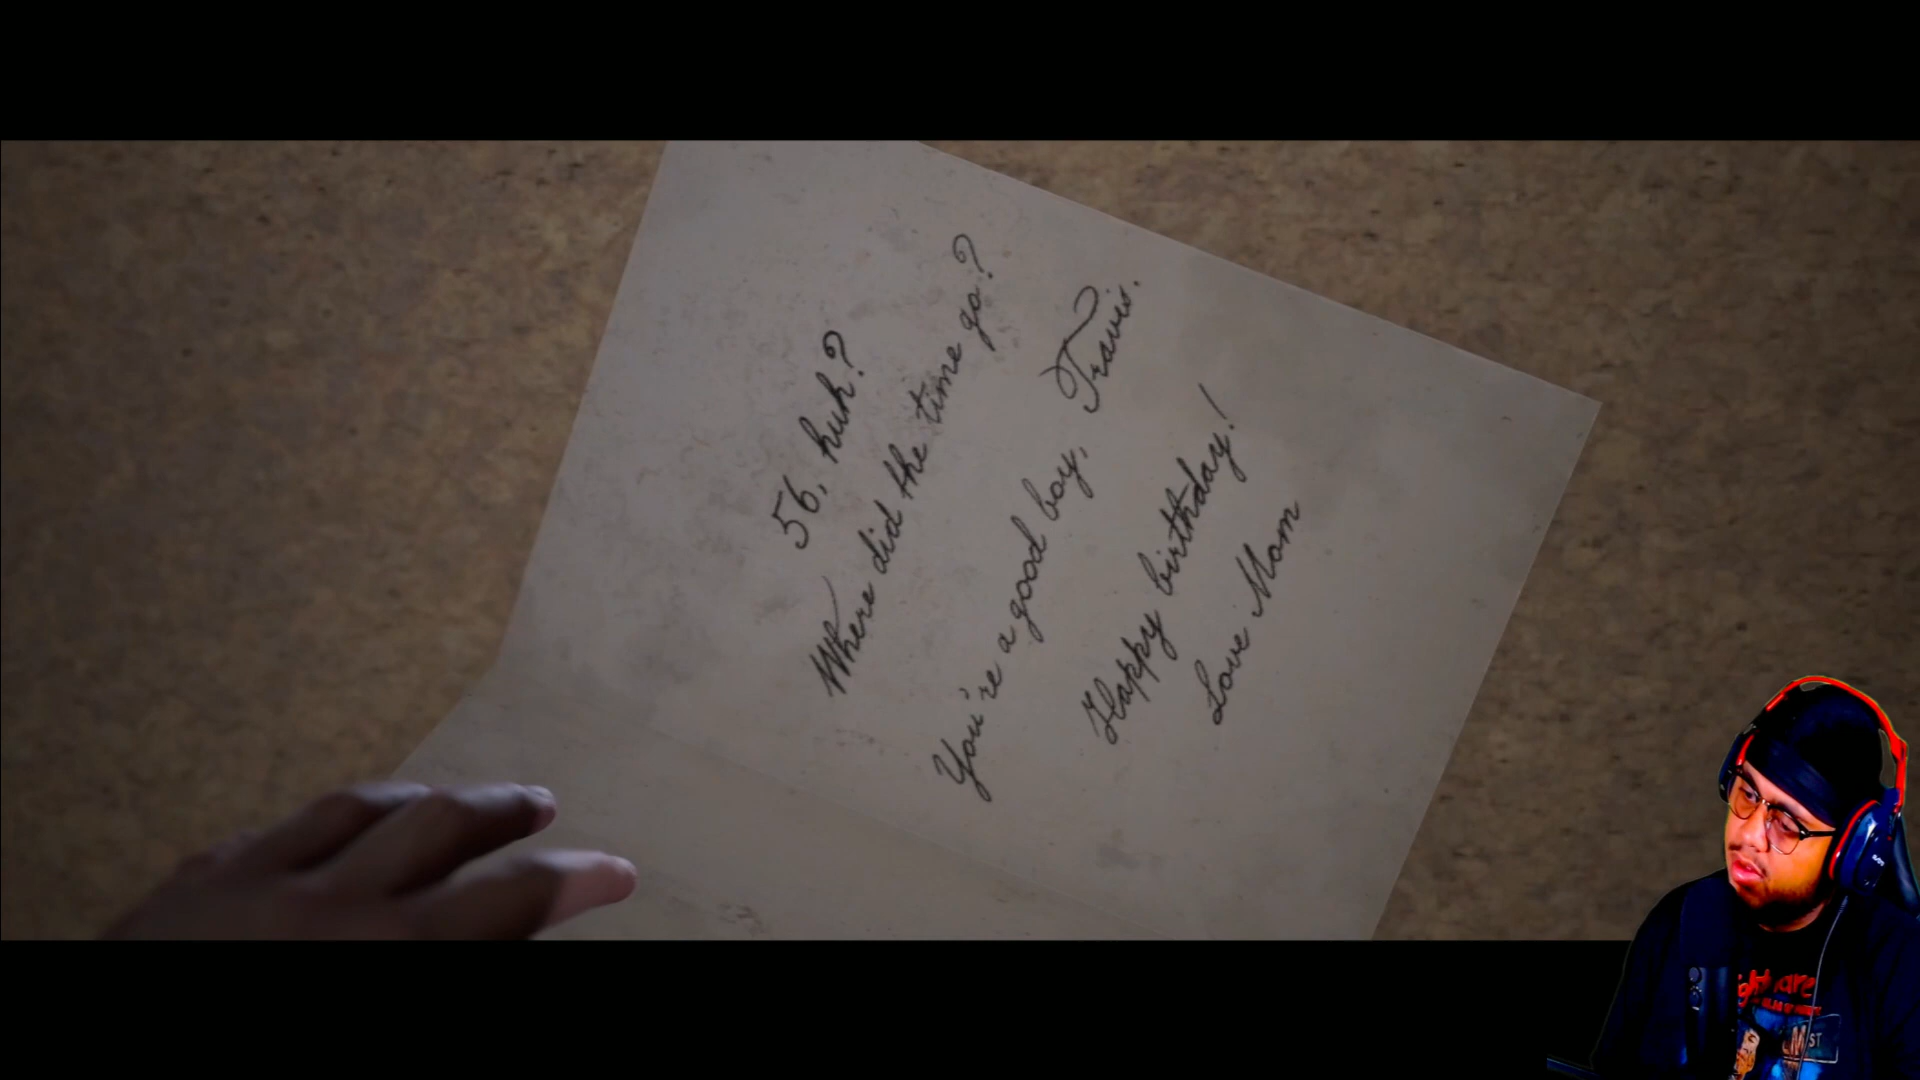 56, huh?
Where did the time go?
You're a good boy, Travis.
Happy birthday!
Love Mom